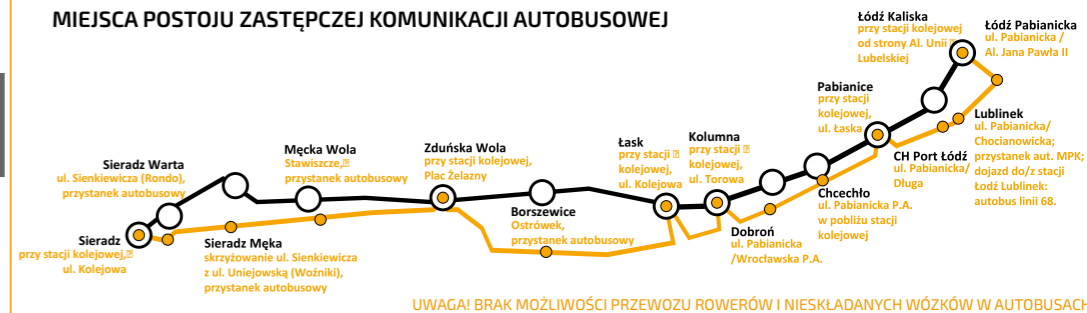 MIEJSCA POSTOJU ZASTĘPCZEJ KOMUNIKACJI AUTOBUSOWEJ
Łódź Kaliska
przy stacji kolejowej
od strony Al. Unii
Lubelskiej
Łódź Pabianicka
ul. Pabianicka /
Al. Jana Pawła II
Pabianice
przy stacji
kolejowej,
ul. Łaska
Lublinek
ul. Pabianicka/
Chocianowicka;
przystanek aut. MPK;
dojazd do/z stacji
Łodź Lublinek:
autobus linii 68.
CH Port Łódź
ul. Pabianicka/
Długa
Kolumna
przy stacji
kolejowej,
ul. Torowa
Łask
przy stacji
kolejowej,
ul. Kolejowa
Zduńska Wola
przy stacji kolejowej,
Plac Żelazny
Męcka Wola
Stawiszcze,
przystanek autobusowy
Sieradz Warta
ul. Sienkiewicza (Rondo),
przystanek autobusowy
Chcechło
ul. Pabianicka P.A.
w pobliżu stacji
kolejowej
Borszewice
Ostrówek,
przystanek autobusowy
Dobroń
ul. Pabianicka
/Wrocławska P.A.
Sieradz
przy stacji kolejowej,
ul. Kolejowa
Sieradz Męka
skrzyżowanie ul. Sienkiewicza
z ul. Uniejowską (Woźniki),
przystanek autobusowy
UWAGA! BRAK MOŻLIWOŚCI PRZEWOZU ROWERÓW I NIESKŁADANYCH WÓZKÓW W AUTOBUSACH